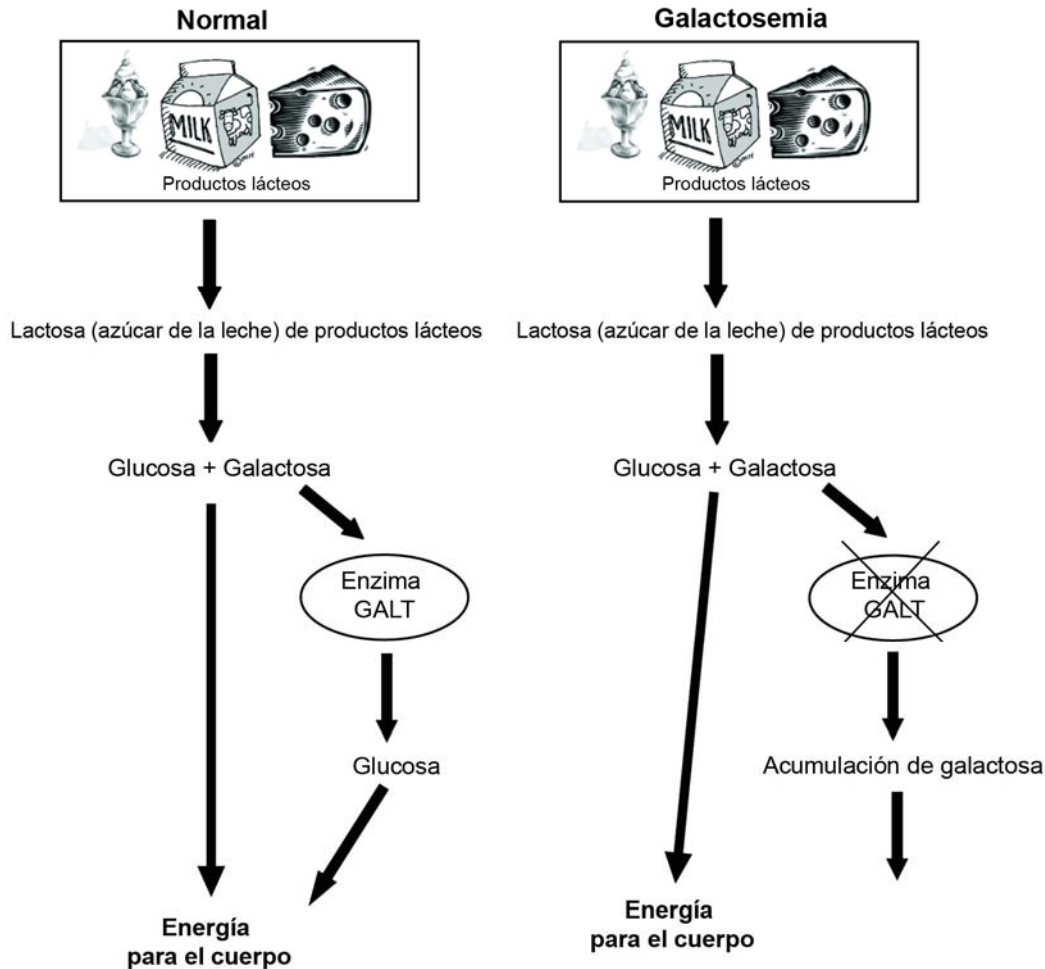 Normal
MILK
Productos lácteos
Lactosa (azúcar de la leche) de productos lácteos
Glucosa + Galactosa
Enzima
GALT
Glucosa
Energía
para el cuerpo
Galactosemia
MILK
Productos lácteos
Lactosa (azúcar de la leche) de productos lácteos
Glucosa + Galactosa
Enzima
GALT
Acumulación de galactosa
Energía
para el cuerpo